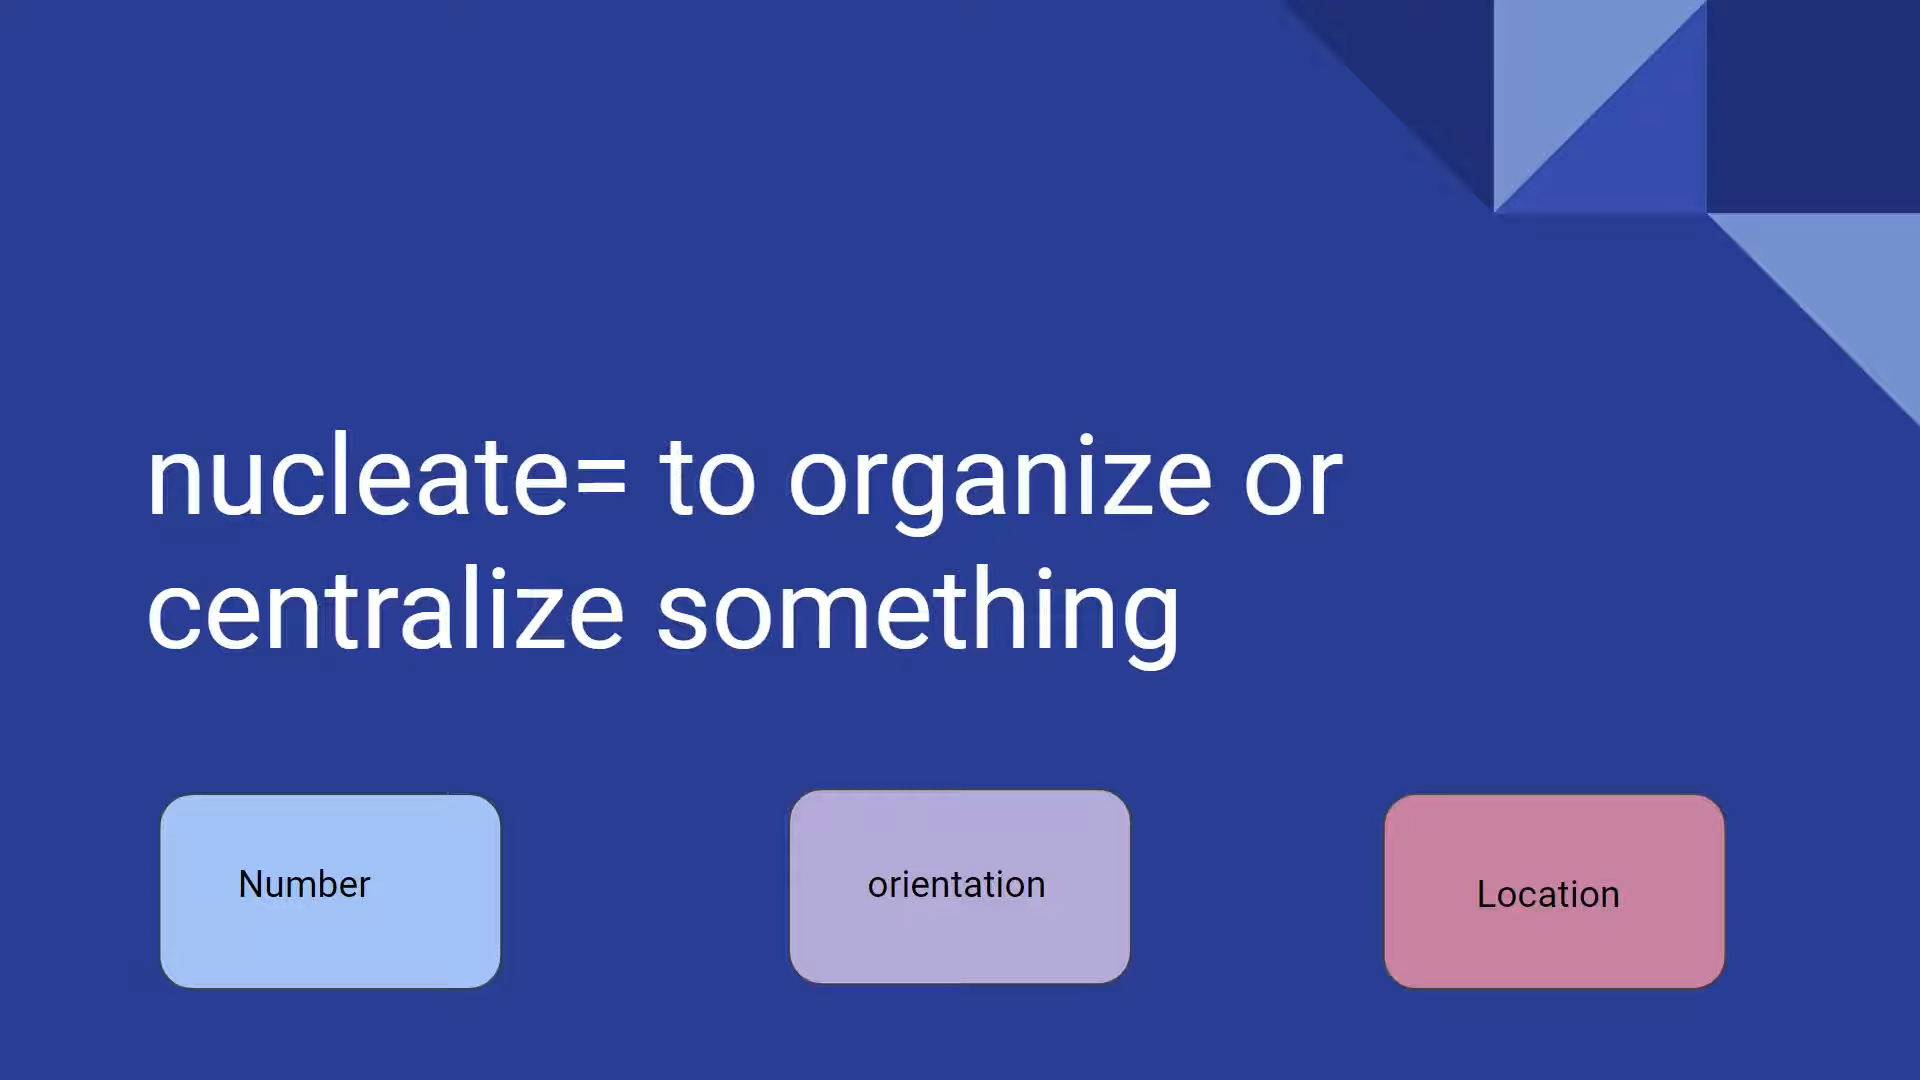 nucleate= to organize or
centralize something
Number
orientation
Location